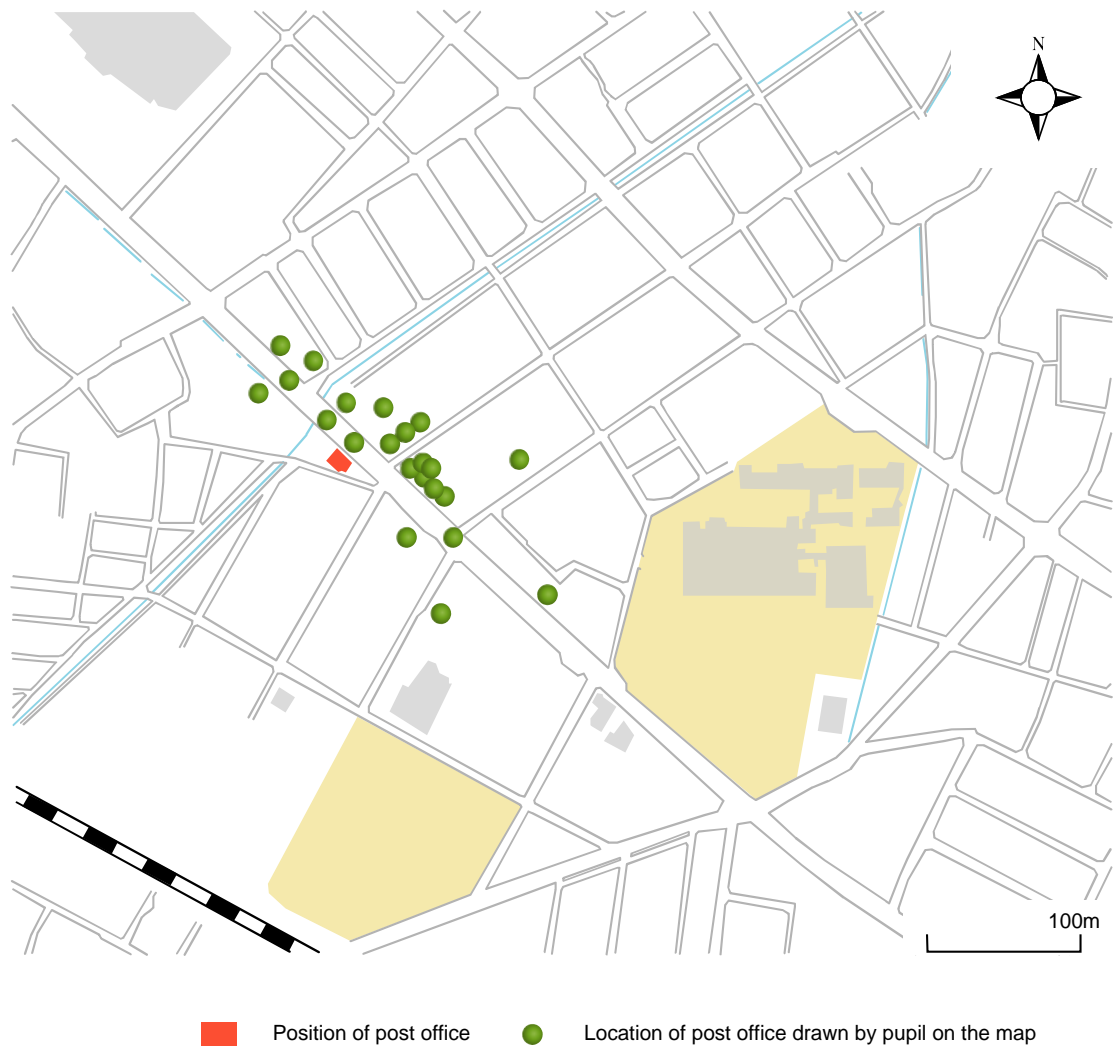 N
100m
Position of post office
Location of post office drawn by pupil on the map